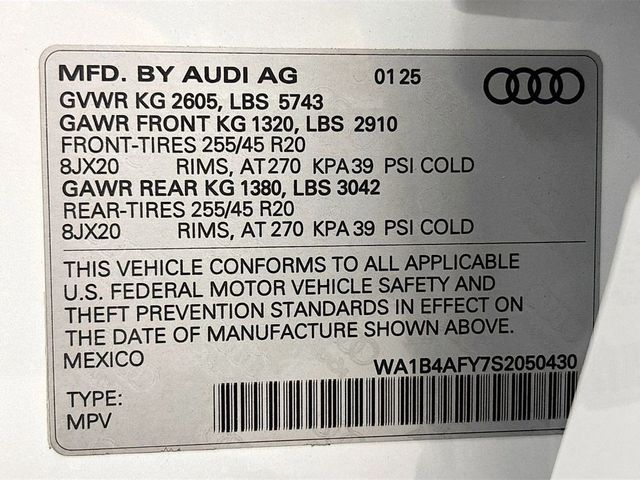 MFD. BY AUDI AG 01 25
GVWR KG 2605, LBS 5743
GAWR FRONT KG 1320, LBS 2910
FRONT-TIRES 255/45 R20
8JX20 RIMS, AT 270 KPA 39 PSI COLD
GAWR REAR KG 1380, LBS 3042
REAR-TIRES 255/45 R20
8JX20 RIMS, AT 270 KPA 39 PSI COLD
THIS VEHICLE CONFORMS TO ALL APPLICABLE
U.S. FEDERAL MOTOR VEHICLE SAFETY AND
THEFT PREVENTION STANDARDS IN EFFECT ON
THE DATE OF MANUFACTURE SHOWN ABOVE.
MEXICO WA1B4AFY7S2050430
TYPE:
MPV